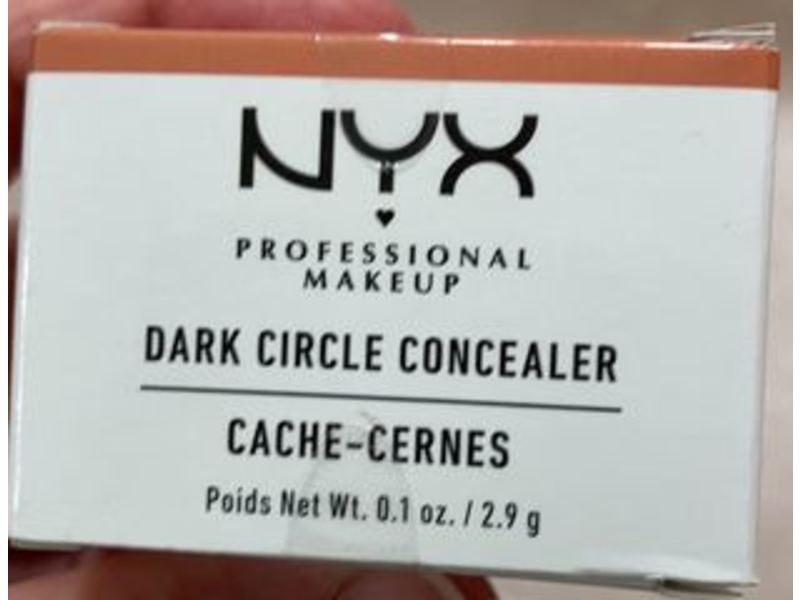 NYX
PROFESSIONAL
MAKEUP
DARK CIRCLE CONCEALER
CACHE-CERNES
Poids Net Wt. 0.1 oz. / 2.9 g